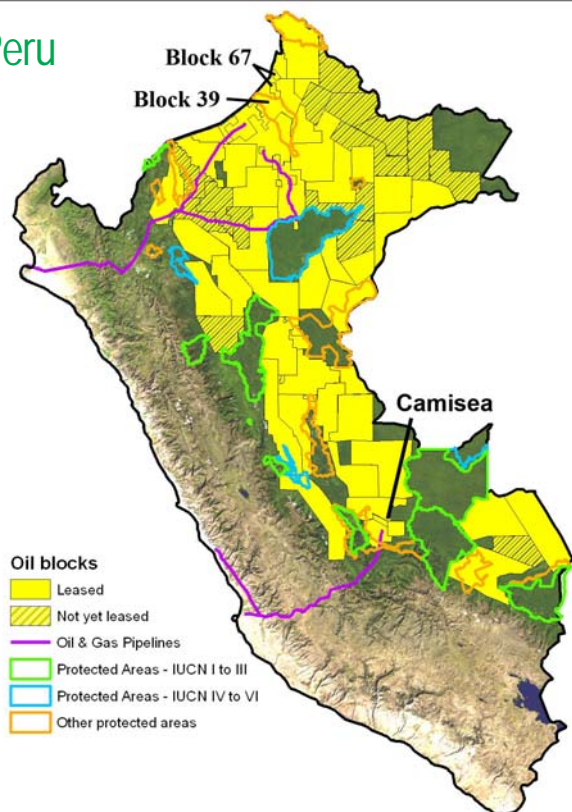 Peru
Block 67
Block 39
Camisea
Oil blocks
Leased
Not yet leased
Oil & Gas Pipelines
Protected Areas - IUCN I to III
Protected Areas - IUCN IV to VI
Other protected areas